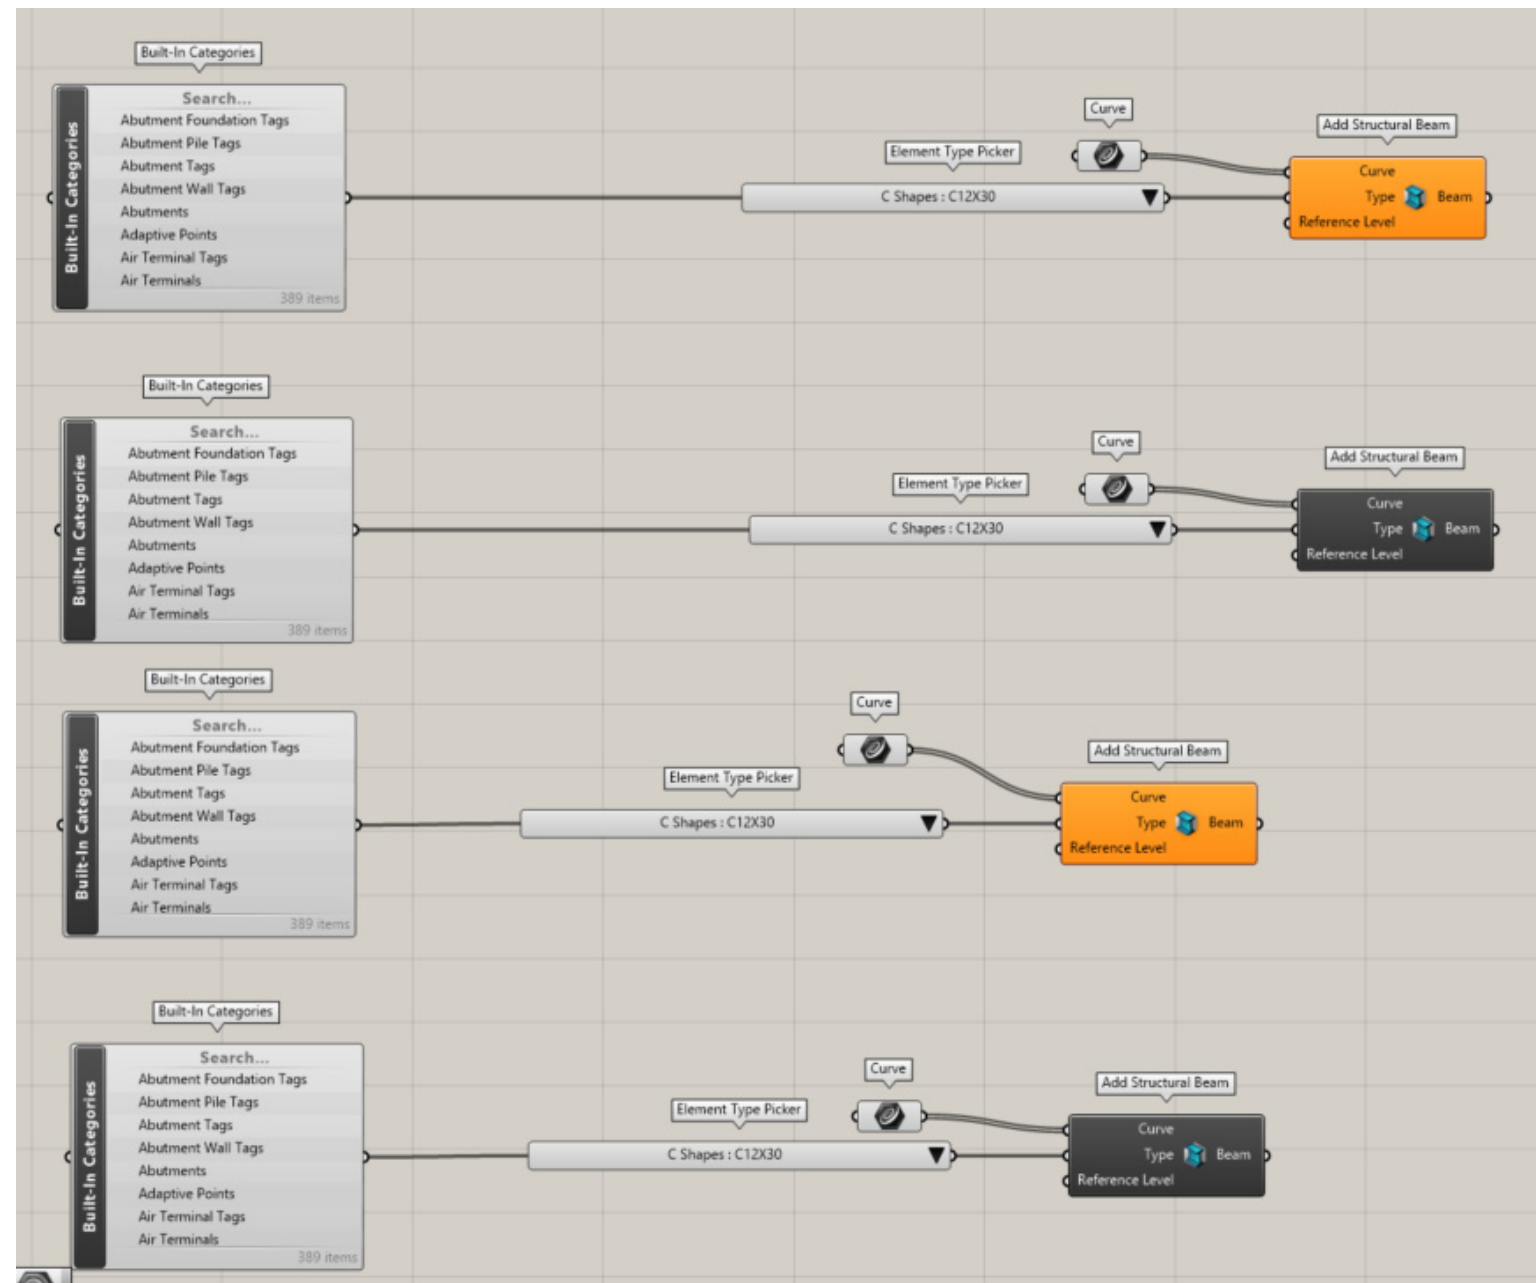 Built-In Categories
Built-In Categories
Search...
Abutment Foundation Tags
Abutment Pile Tags
Abutment Tags
Abutment Wall Tags
Abutments
Adaptive Points
Air Terminal Tags
Air Terminals
389 items
Element Type Picker
C Shapes : C12X30
Curve
Add Structural Beam
Curve
Type
Beam
Reference Level
Built-In Categories
Built-In Categories
Search...
Abutment Foundation Tags
Abutment Pile Tags
Abutment Tags
Abutment Wall Tags
Abutments
Adaptive Points
Air Terminal Tags
Air Terminals
389 items
Element Type Picker
C Shapes : C12X30
Curve
Add Structural Beam
Curve
Type
Beam
Reference Level
Built-In Categories
Built-In Categories
Search...
Abutment Foundation Tags
Abutment Pile Tags
Abutment Tags
Abutment Wall Tags
Abutments
Adaptive Points
Air Terminal Tags
Air Terminals
389 items
Element Type Picker
C Shapes : C12X30
Curve
Add Structural Beam
Curve
Type
Beam
Reference Level
Built-In Categories
Built-In Categories
Search...
Abutment Foundation Tags
Abutment Pile Tags
Abutment Tags
Abutment Wall Tags
Abutments
Adaptive Points
Air Terminal Tags
Air Terminals
389 items
Element Type Picker
C Shapes : C12X30
Curve
Add Structural Beam
Curve
Type
Beam
Reference Level